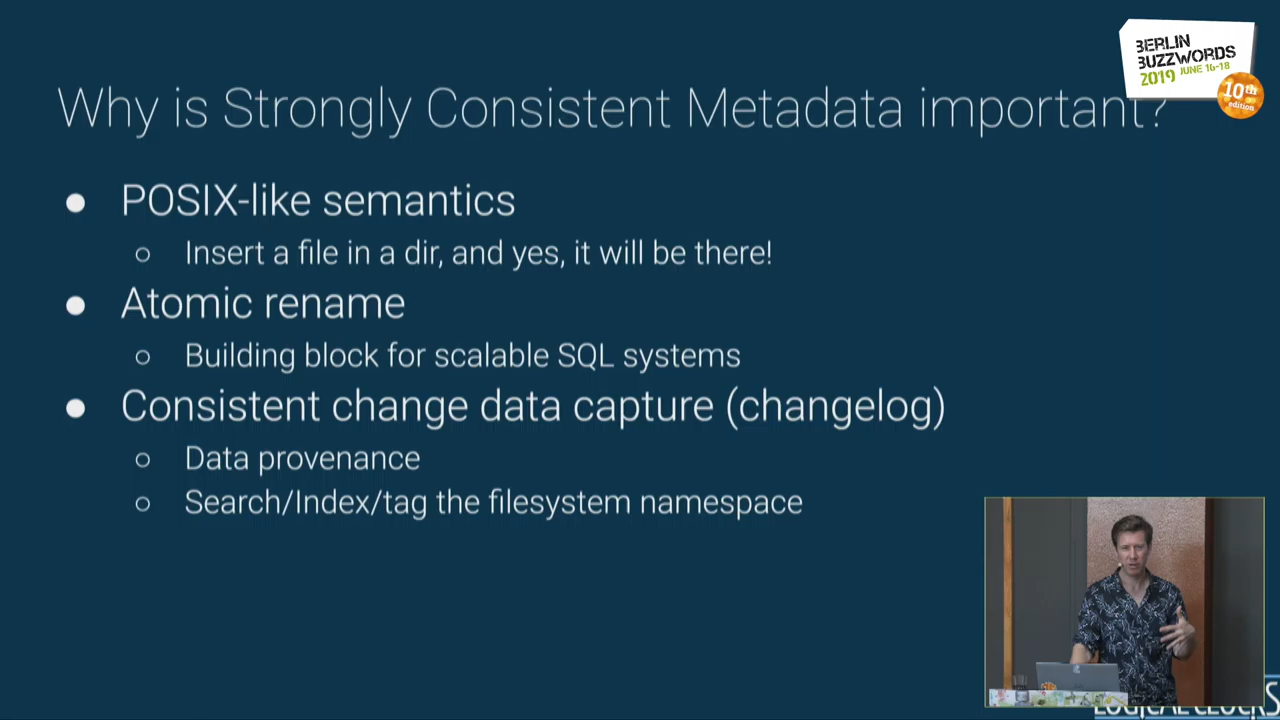 BERLIN
BUZZWORDS
2019 JUNE 16-18
10th
edition
Why is Strongly Consistent Metadata important?
● POSIX-like semantics
○ Insert a file in a dir, and yes, it will be there!
● Atomic rename
○ Building block for scalable SQL systems
● Consistent change data capture (changelog)
○ Data provenance
○ Search/Index/tag the filesystem namespace
LOGICAL CLOCKS